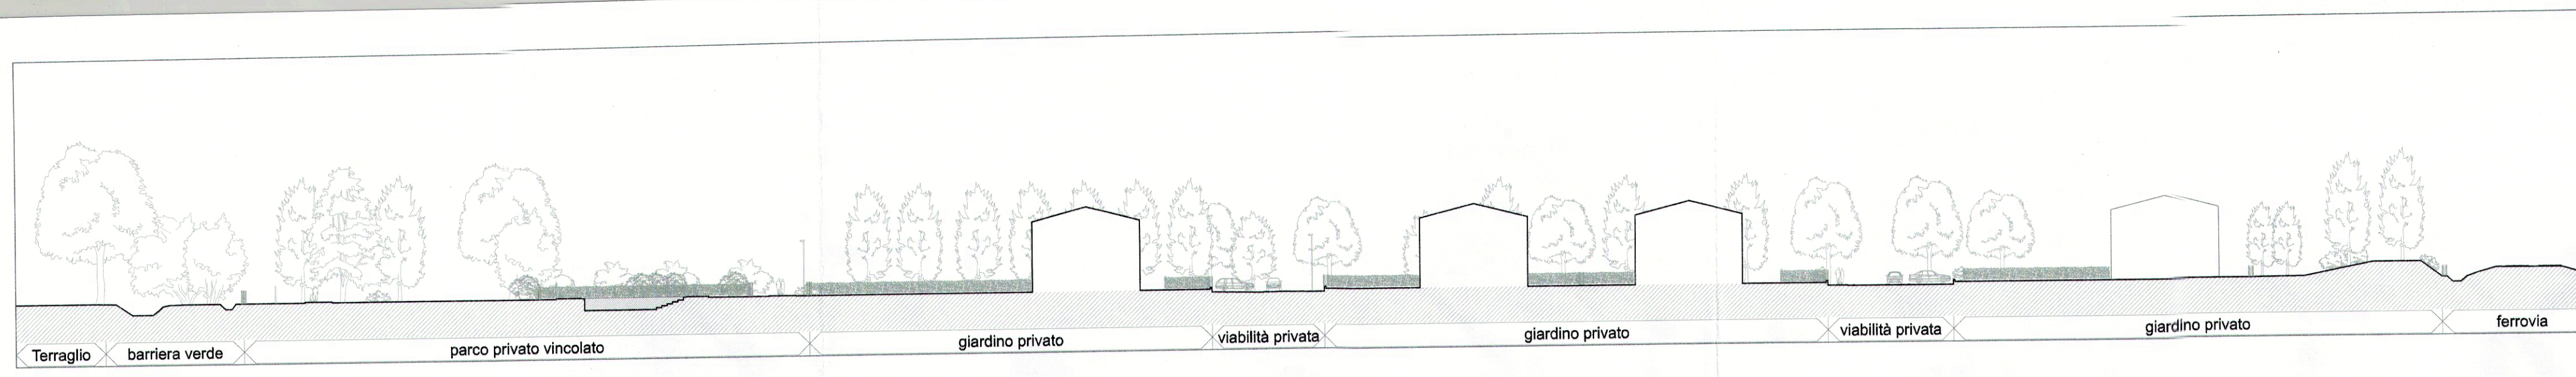 Terraglio
barriera verde
parco privato vincolato
giardino privato
viabilità privata
giardino privato
viabilità privata
giardino privato
ferrovia